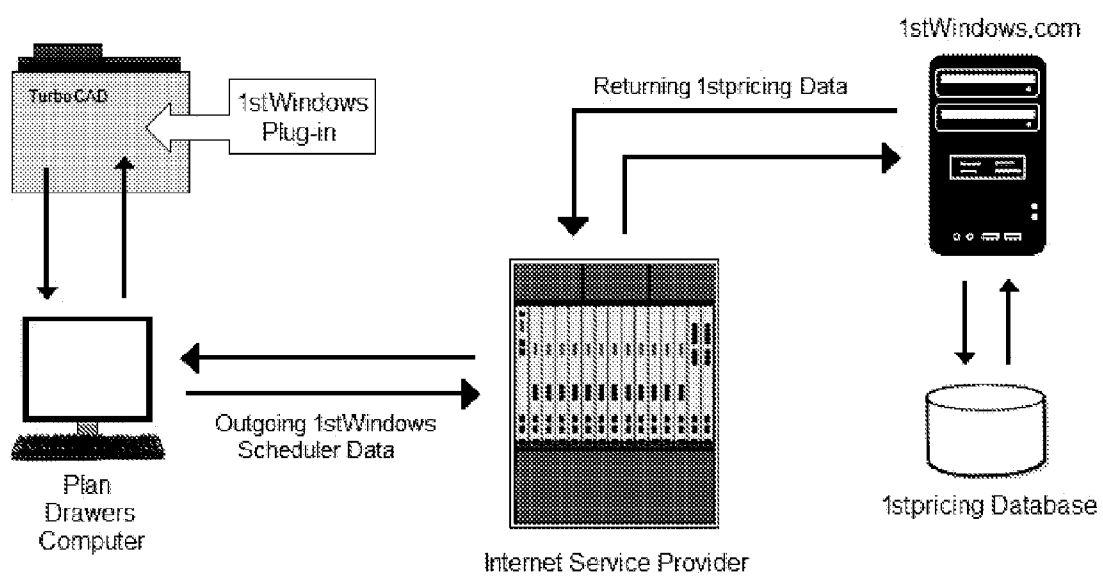 1stWindows.com
TurboCAD
1stWindows
Plug-in
Returning 1stpricing Data
Outgoing 1stWindows
Scheduler Data
Plan
Drawers
Computer
1stpricing Database
Internet Service Provider